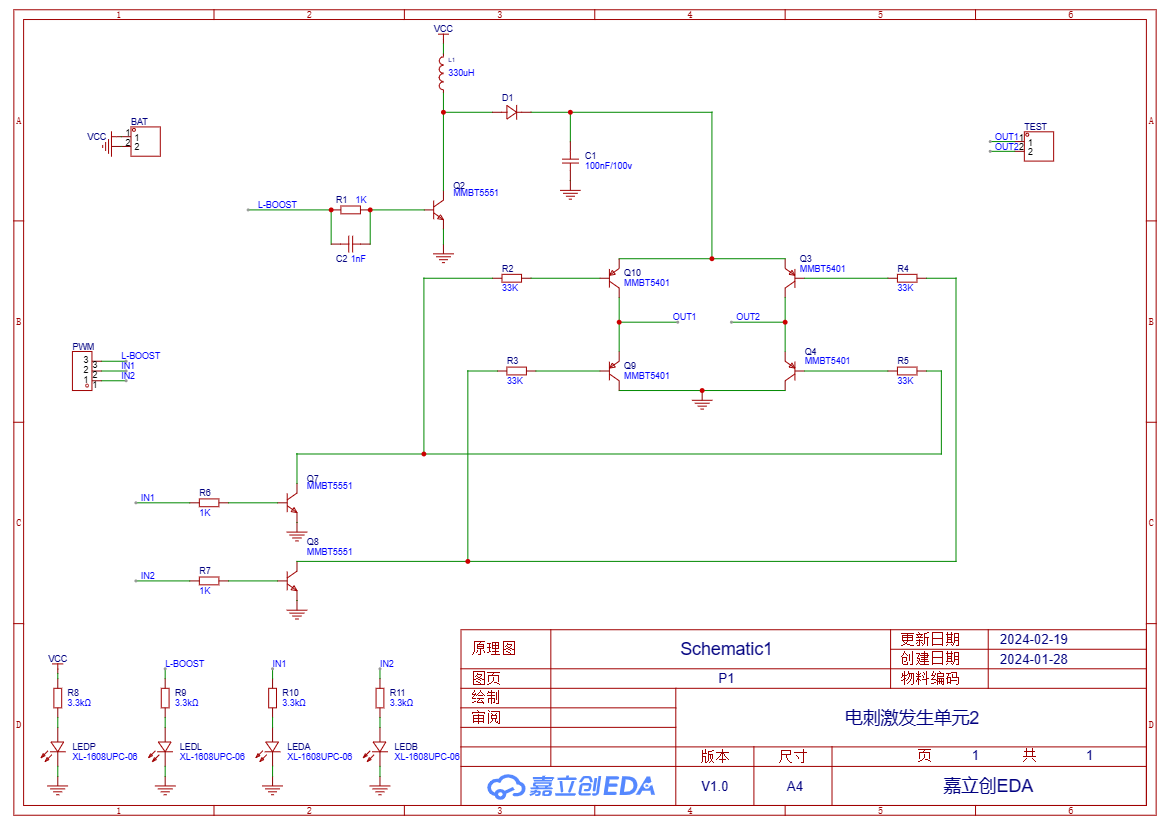 1 2 3 4 5 6
A
B
C
D
A
B
C
D
VCC
L1
330uH
D1
C1
100nF/100v
BAT
VCC
1
2
1
2
TEST
OUT1
OUT2
1
2
1
2
Q2
MMBT5551
L-BOOST
R1 1K
C2 1nF
R2
33K
Q10
MMBT5401
Q3
MMBT5401
R4
33K
OUT1
OUT2
R3
33K
Q9
MMBT5401
Q4
MMBT5401
R5
33K
PWM
3
2
1
3
2
1
L-BOOST
IN1
IN2
IN1
R6
1K
Q7
MMBT5551
IN2
R7
1K
Q8
MMBT5551
VCC
R8
3.3kΩ
LEDP
XL-1608UPC-06
L-BOOST
R9
3.3kΩ
LEDL
XL-1608UPC-06
IN1
R10
3.3kΩ
LEDA
XL-1608UPC-06
IN2
R11
3.3kΩ
LEDB
XL-1608UPC-06
原理图 Schematic1 更新日期 2024-02-19
创建日期 2024-01-28
图页 P1 物料编码
绘制
审阅
电刺激发生单元2
版本 尺寸 页 1 共 1
嘉立创EDA V1.0 A4 嘉立创EDA
1 2 3 4 5 6